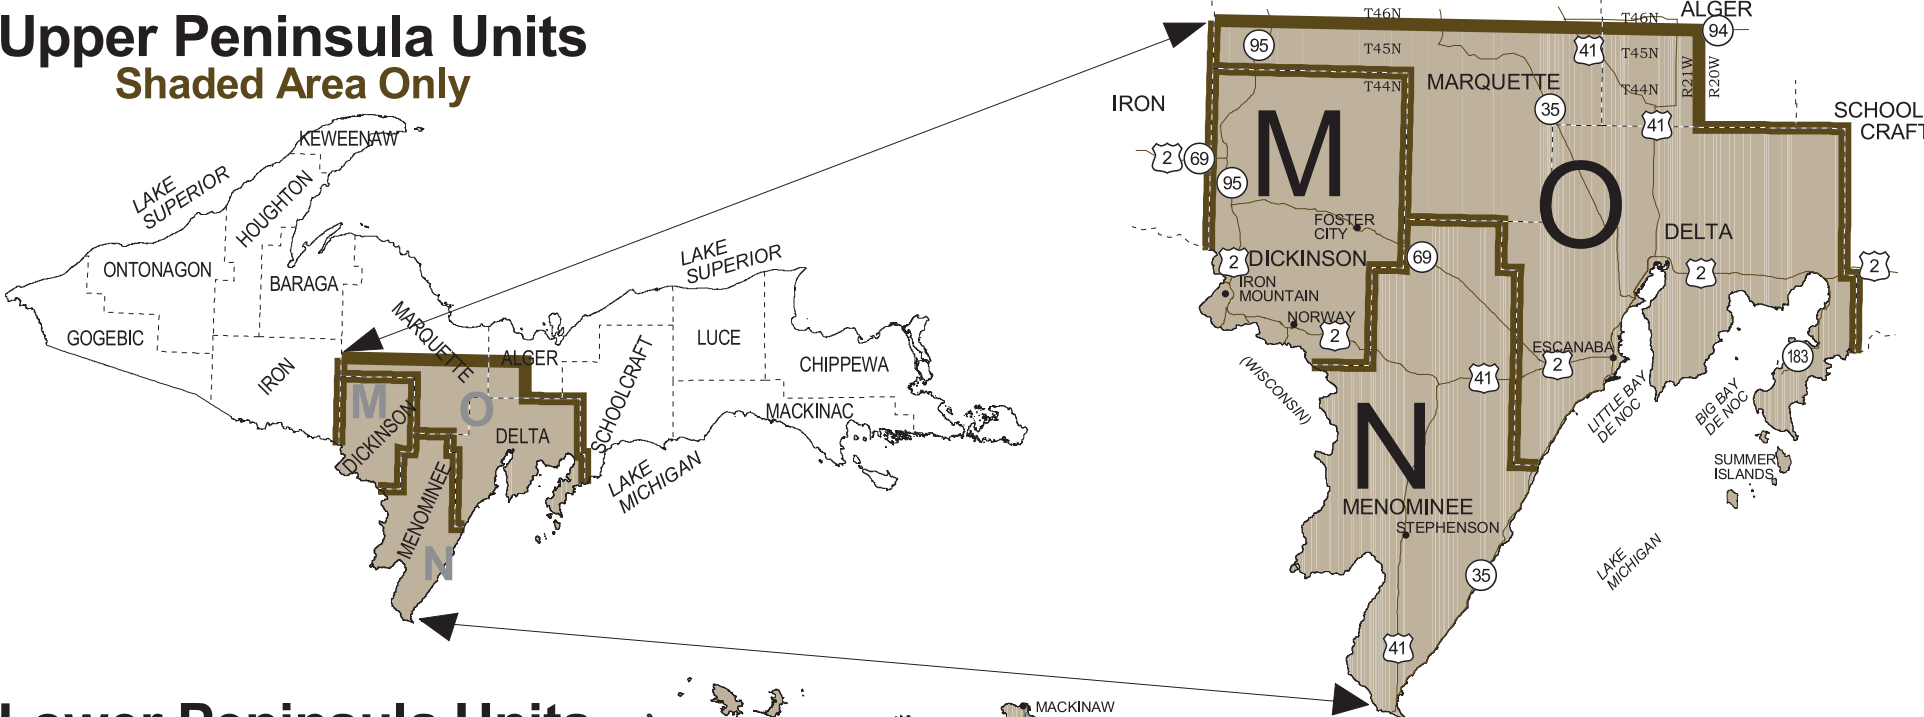 Upper Peninsula Units
Shaded Area Only
KEWEENAW
LAKE
SUPERIOR
HOUGHTON
ONTONAGON
BARAGA
GOGEBIC
IRON
MARQUETTE
ALGER
LAKE
SUPERIOR
LUCE
CHIPPEWA
SCHOOLCRAFT
MACKINAC
M
O
DICKINSON
DELTA
MENOMINEE
N
LAKE
MICHIGAN
ALGER
94
T46N
T46N
95
T45N
41
T45N
MARQUETTE
T44N
T44N
R21W
R20W
IRON
35
41
SCHOOL
CRAFT
M
2
69
95
O
FOSTER
CITY
DELTA
2
DICKINSON
69
2
2
IRON
MOUNTAIN
NORWAY
2
ESCANABA
2
183
(WISCONSIN)
41
LITTLE BAY
DE NOC
BIG BAY
DE NOC
N
SUMMER
ISLANDS
MENOMINEE
STEPHENSON
LAKE
MICHIGAN
35
41
Lower Peninsula Units
MACKINAW